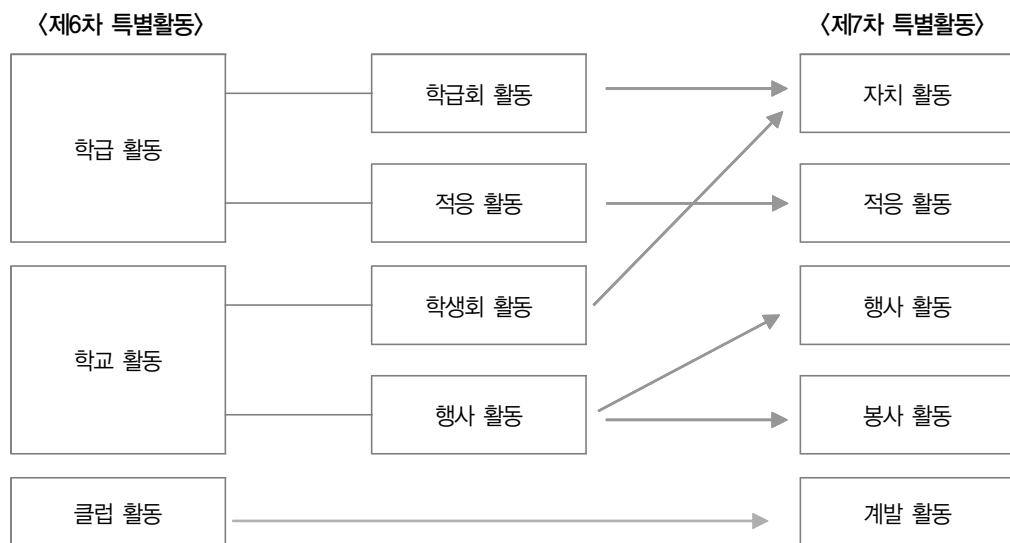 〈제6차 특별활동〉
〈제7차 특별활동〉
학급 활동
학급회 활동
자치 활동
적응 활동
적응 활동
학교 활동
학생회 활동
행사 활동
행사 활동
봉사 활동
클럽 활동
계발 활동